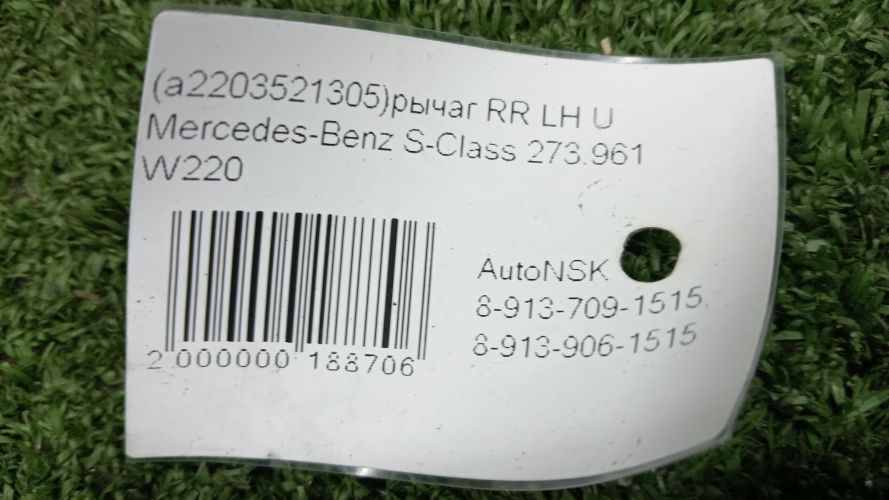 (a2203521305)рычаг RR LH U
Mercedes-Benz S-Class 273.961
W220
2 000000 188706
AutoNSK
8-913-709-1515
8-913-906-1515